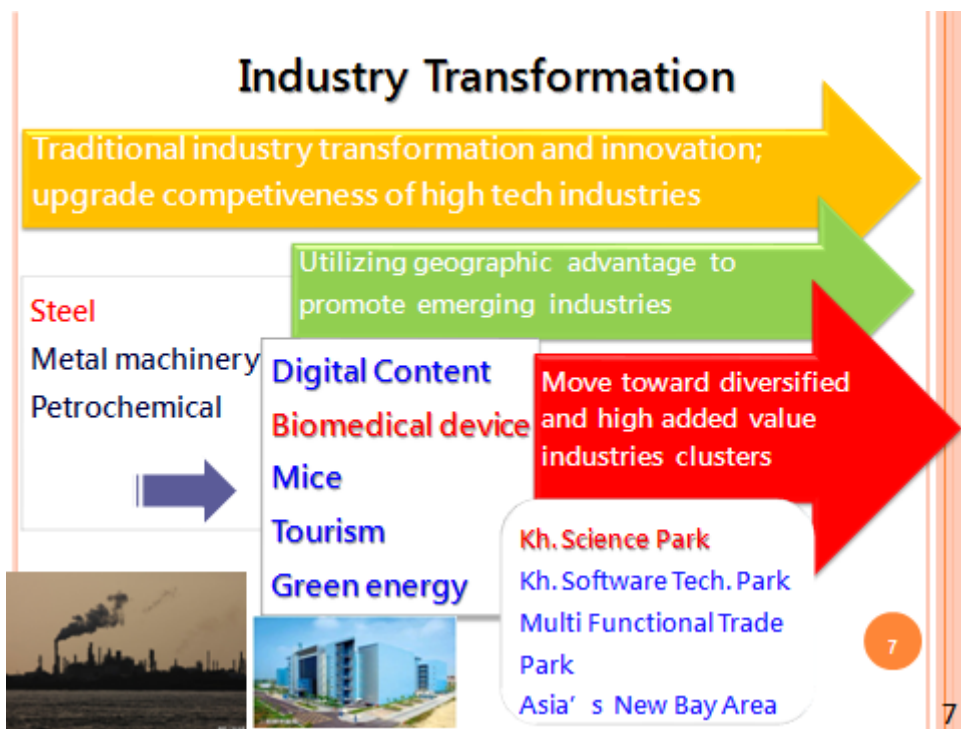 Industry Transformation
Traditional industry transformation and innovation;
upgrade competiveness of high tech industries
Utilizing geographic advantage to
promote emerging industries
Steel
Metal machinery
Petrochemical
Digital Content
Biomedical device
Mice
Tourism
Green energy
Move toward diversified
and high added value
industries clusters
Kh. Science Park
Kh. Software Tech. Park
Multi Functional Trade
Park
Asia’s New Bay Area
7
7